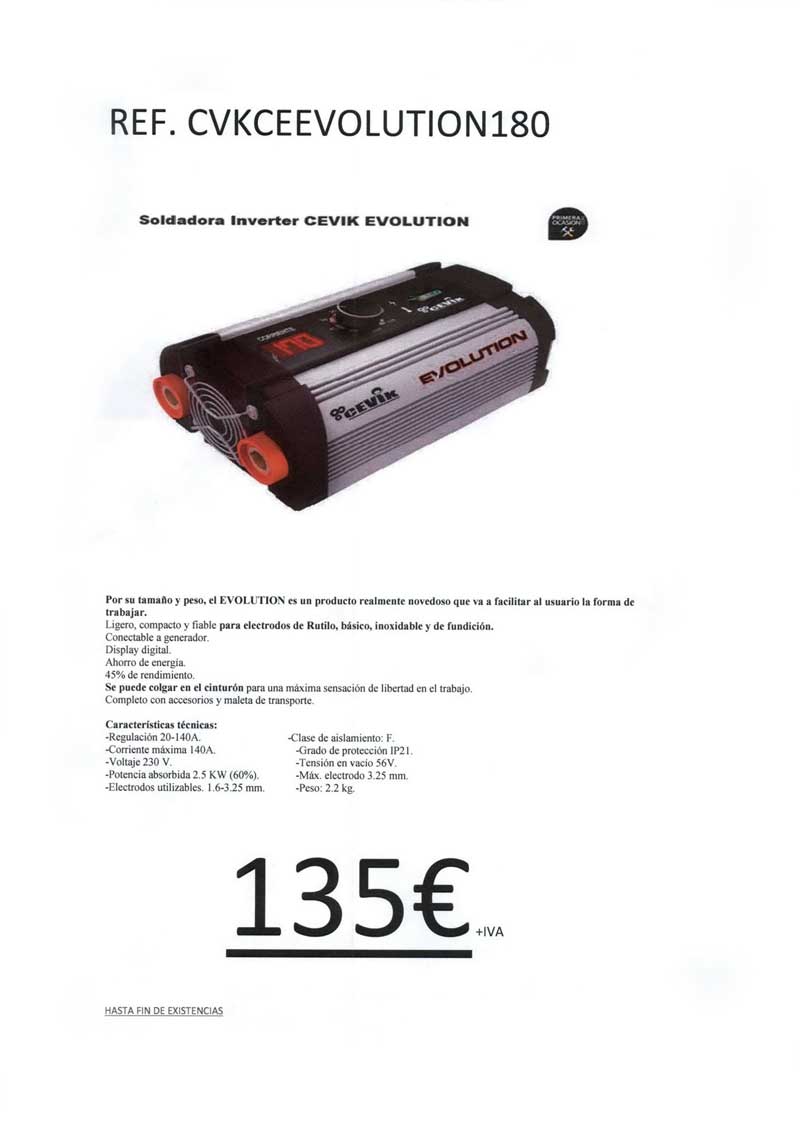 REF. CVKCEEVOLUTION180
Soldadora Inverter CEVIK EVOLUTION
PRIMERA
OCASION
CORRIENTE
170
CEVIK
EVOLUTION
CEVIK
Por su tamaño y peso, el EVOLUTION es un producto realmente novedoso que va a facilitar al usuario la forma de
trabajar.
Ligero, compacto y fiable para electrodos de Rutilo, básico, inoxidable y de fundición.
Conectable a generador.
Display digital.
Ahorro de energía.
45% de rendimiento.
Se puede colgar en el cinturón para una máxima sensación de libertad en el trabajo.
Completo con accesorios y maleta de transporte.
Características técnicas:
-Regulación 20-140A. -Clase de aislamiento: F.
-Corriente máxima 140A. -Grado de protección IP21.
-Voltaje 230 V. -Tensión en vacio 56V.
-Potencia absorbida 2.5 KW (60%). -Máx. electrodo 3.25 mm.
-Electrodos utilizables. 1.6-3.25 mm. -Peso: 2.2 kg.
135€ +IVA
HASTA FIN DE EXISTENCIAS